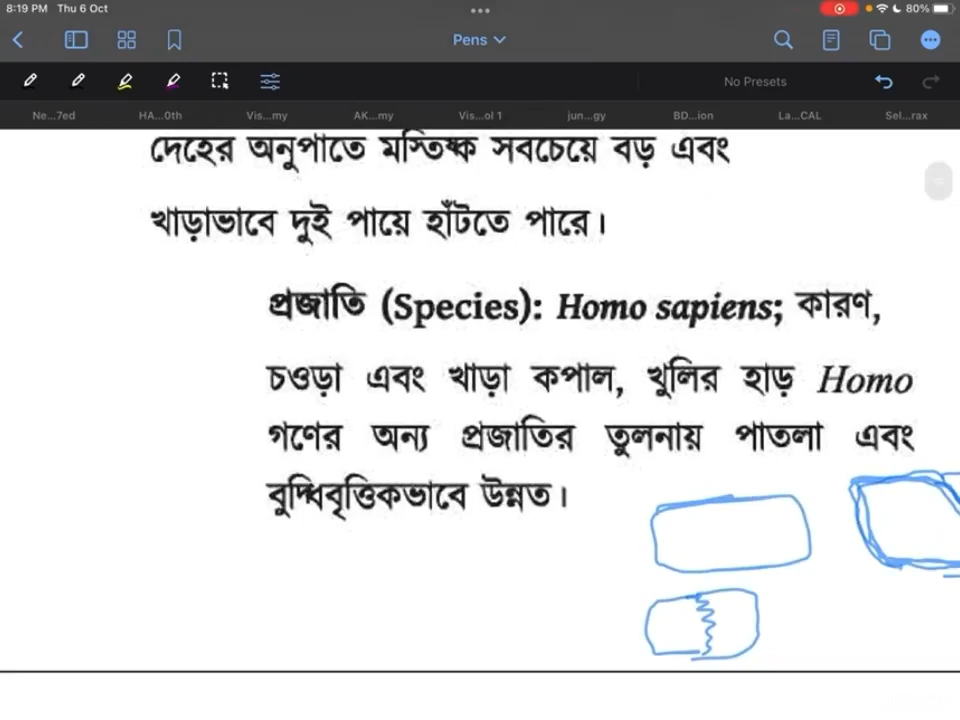 8:19 PM Thu 6 Oct
80%
Pens
No Presets
Ne...7ed HA...0th Vis...my AK...my Vis...ol 1 jun...gy BD...ion La...CAL Sel...rax
দেহের অনুপাতে মস্তিষ্ক সবচেয়ে বড় এবং
খাড়াভাবে দুই পায়ে হাঁটতে পারে।
প্রজাতি (Species): Homo sapiens; কারণ,
চওড়া এবং খাড়া কপাল, খুলির হাড় Homo
গণের অন্য প্রজাতির তুলনায় পাতলা এবং
বুদ্ধিবৃত্তিকভাবে উন্নত।